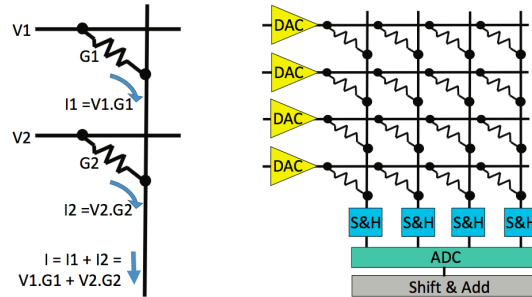 V1
G1
I1 =V1.G1
V2
G2
I2 =V2.G2
I = I1 + I2 =
V1.G1 + V2.G2
DAC
DAC
DAC
DAC
S&H
S&H
S&H
S&H
ADC
Shift & Add